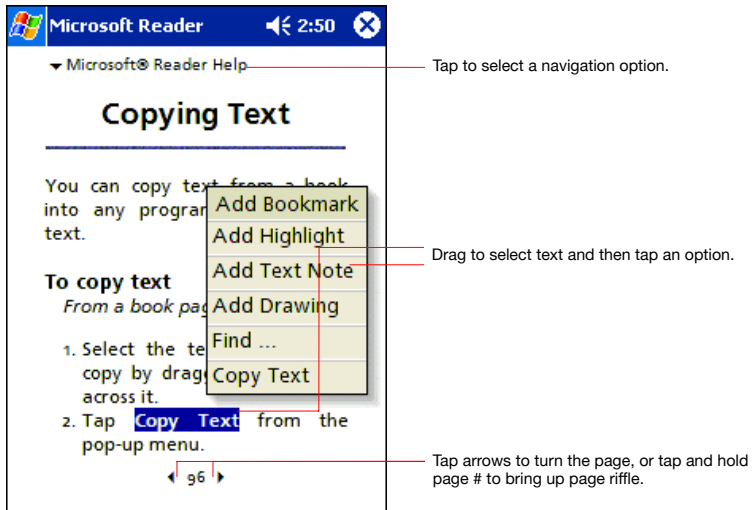 Microsoft Reader 2:50
Microsoft® Reader Help
Tap to select a navigation option.
Copying Text
You can copy text from a book
into any program
text.
Add Bookmark
Add Highlight
Add Text Note
Add Drawing
Find ...
Copy Text
Drag to select text and then tap an option.
To copy text
From a book
1. Select the
copy by
across it.
2. Tap Copy Text from the
pop-up menu.
96
Tap arrows to turn the page, or tap and hold
page # to bring up page riffle.